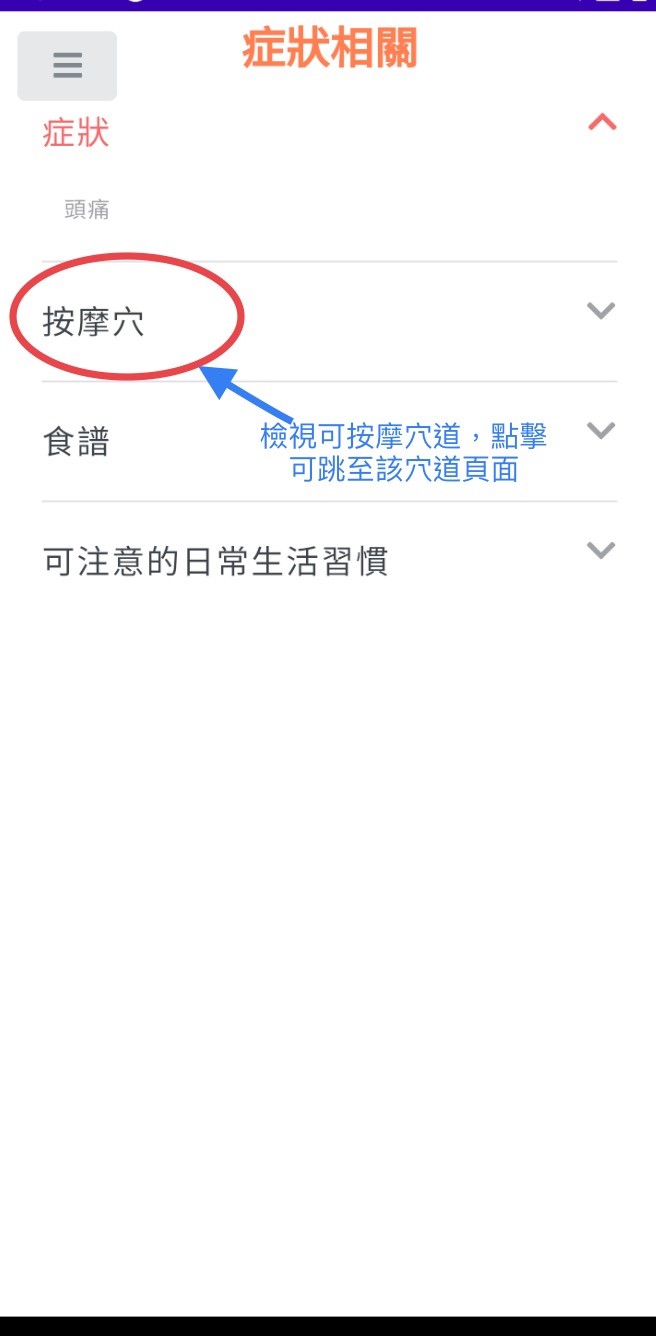 症狀相關
症狀
頭痛
按摩穴
食譜
檢視可按摩穴道，點擊
可跳至該穴道頁面
可注意的日常生活習慣